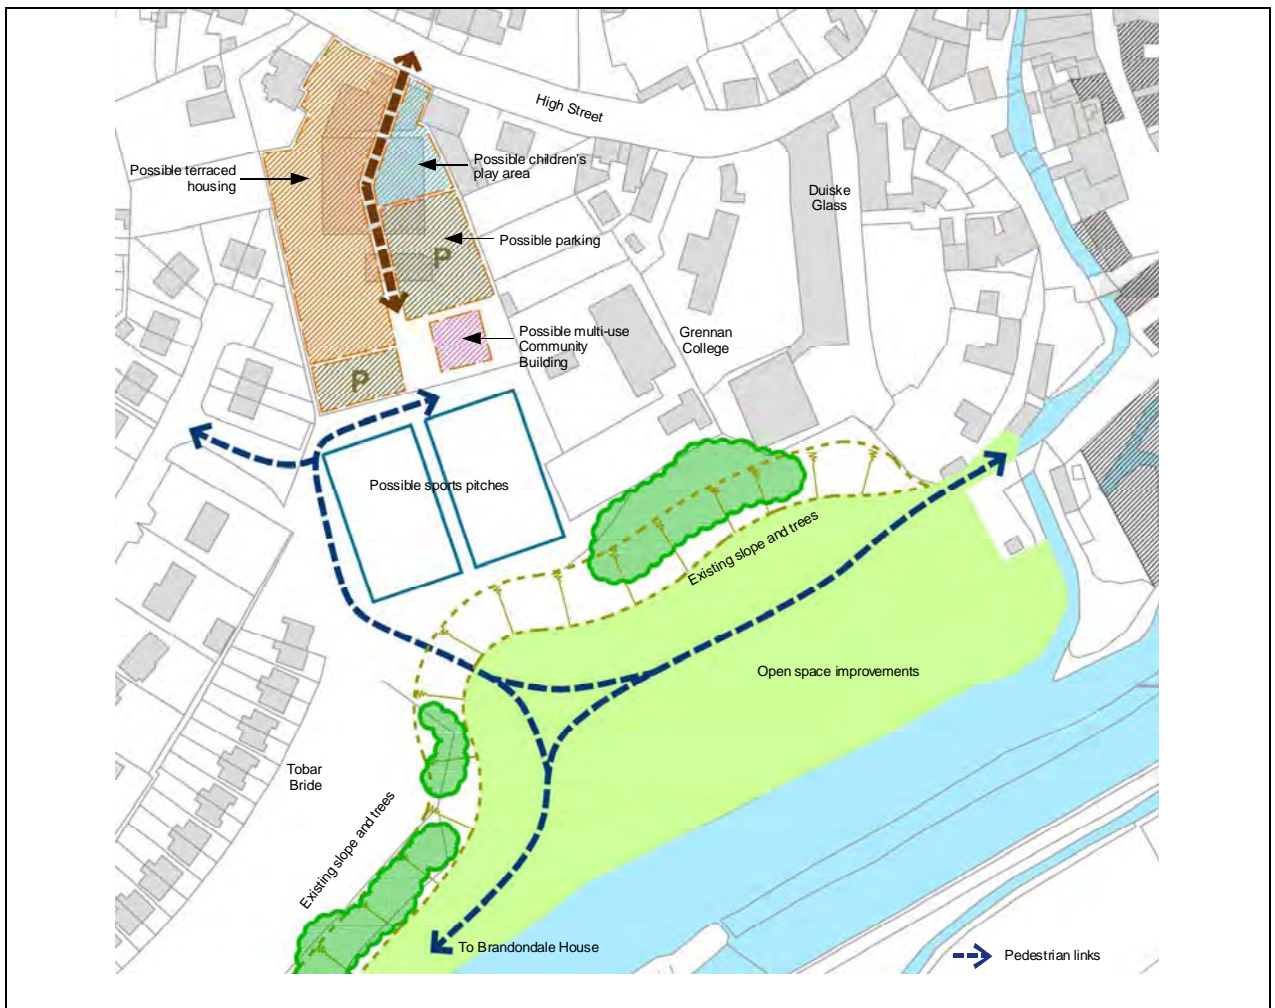 High Street
Possible terraced
housing
Possible children's
play area
Duiske
Glass
Possible parking
P
Possible multi-use
Community
Building
Grennan
College
P
Possible sports pitches
Existing slope and trees
Open space improvements
Tobar
Bride
Existing slope and trees
To Brandondale House
Pedestrian links